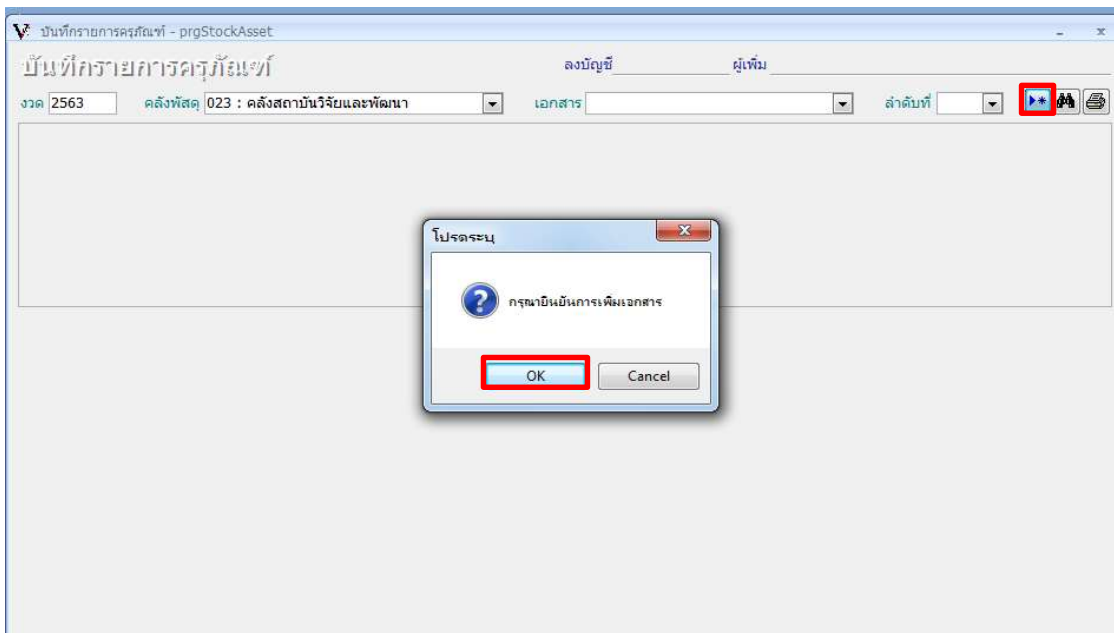 บันทึกรายการครุภัณฑ์ - prgStockAsset
บันทึกรายการครุภัณฑ์ ลงบัญชี ผู้เพิ่ม
งวด 2563 คลังพัสดุ 023 : คลังสถาบันวิจัยและพัฒนา เอกสาร ลำดับที่
โปรดระบุ
กรุณายืนยันการเพิ่มเอกสาร
OK Cancel